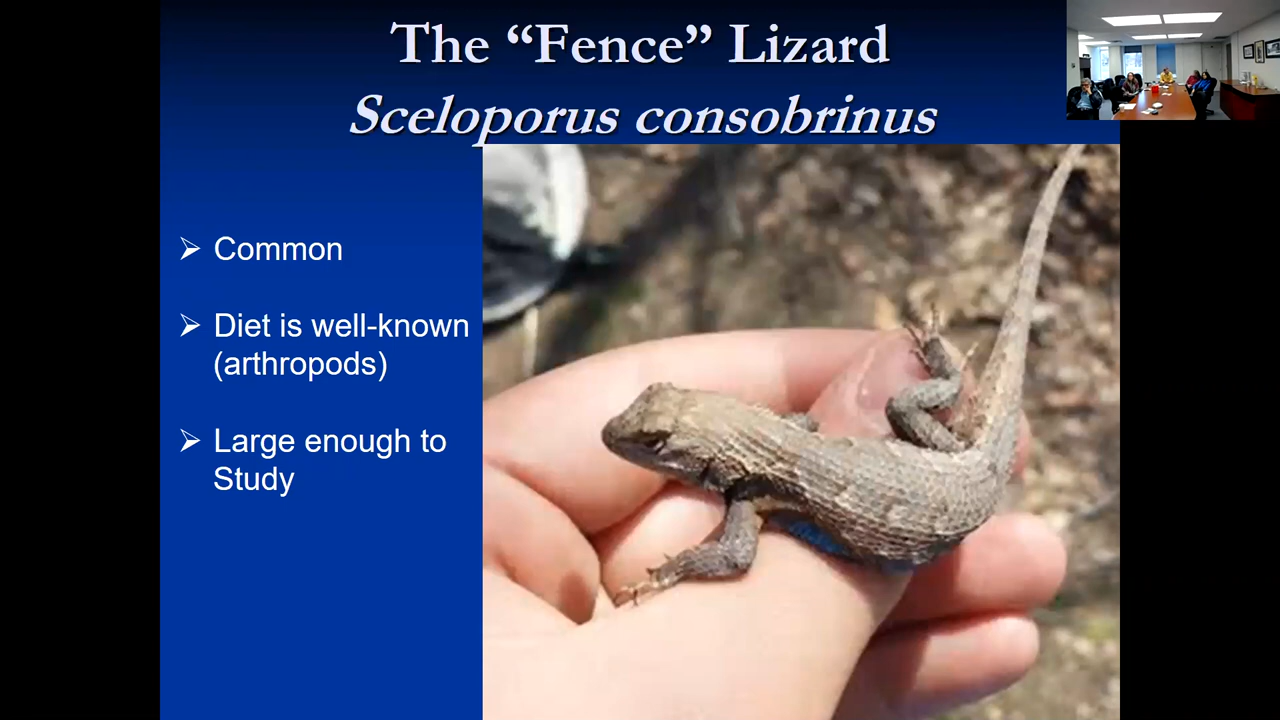 The “Fence” Lizard
Sceloporus consobrinus
➢ Common
➢ Diet is well-known
(arthropods)
➢ Large enough to
Study